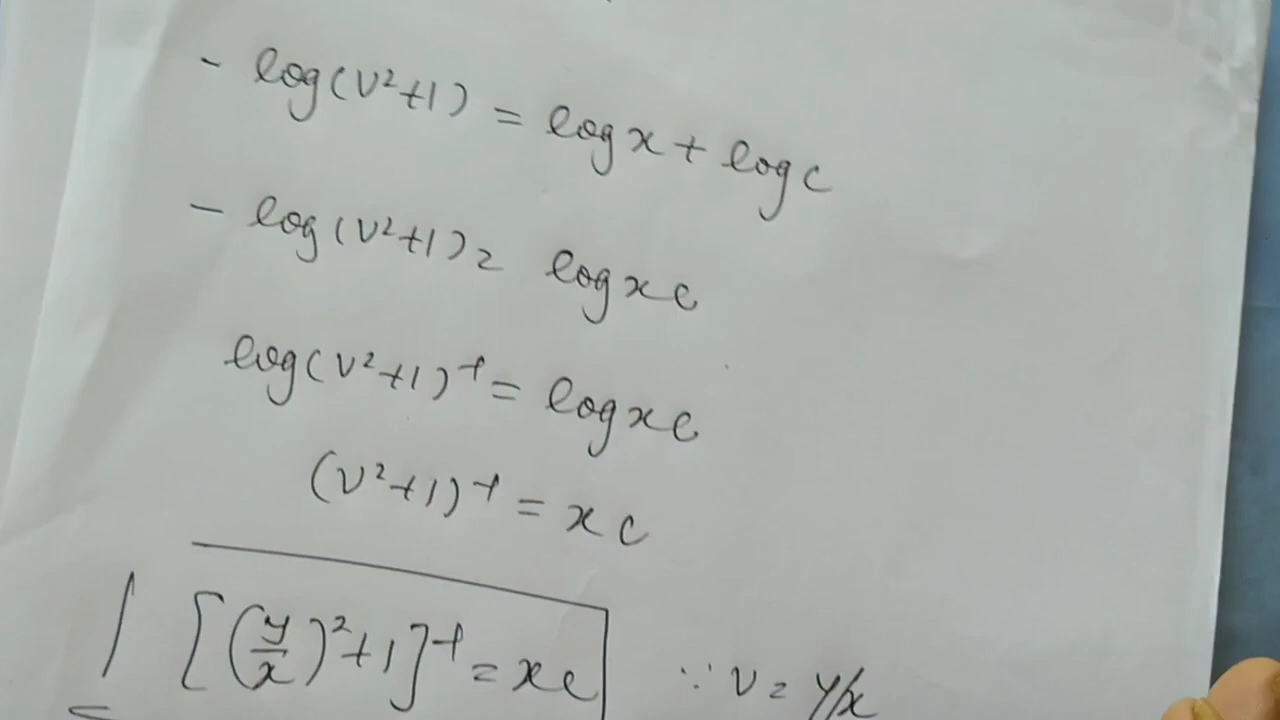 - log(v²+1) = log x + log c
- log(v²+1) = log xc
log(v²+1)⁻¹ = log xc
(v²+1)⁻¹ = xc
[(y/x)²+1]⁻¹ = xc ∵ v = y/x